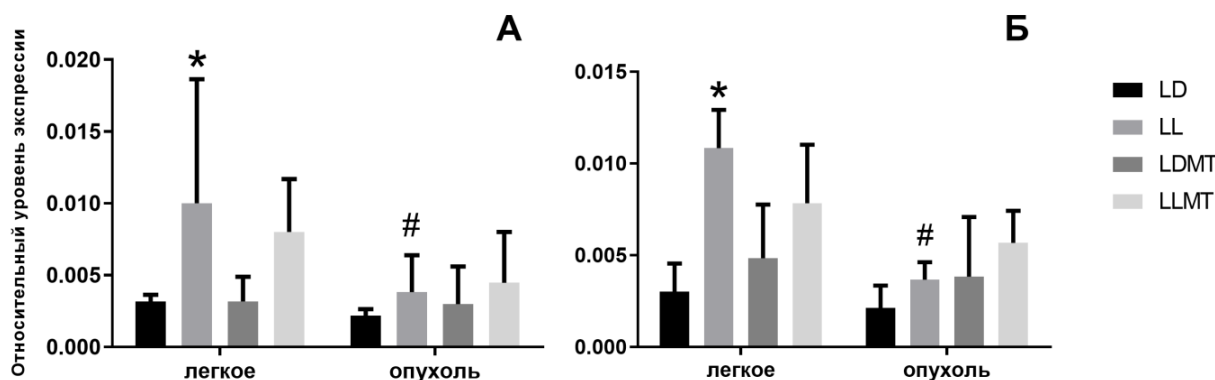 Относительный уровень экспрессии
А
0.020
0.015
0.010
0.005
0.000
*
#
легкое
опухоль
Б
0.015
0.010
0.005
0.000
*
#
легкое
опухоль
LD
LL
LDMT
LLMT